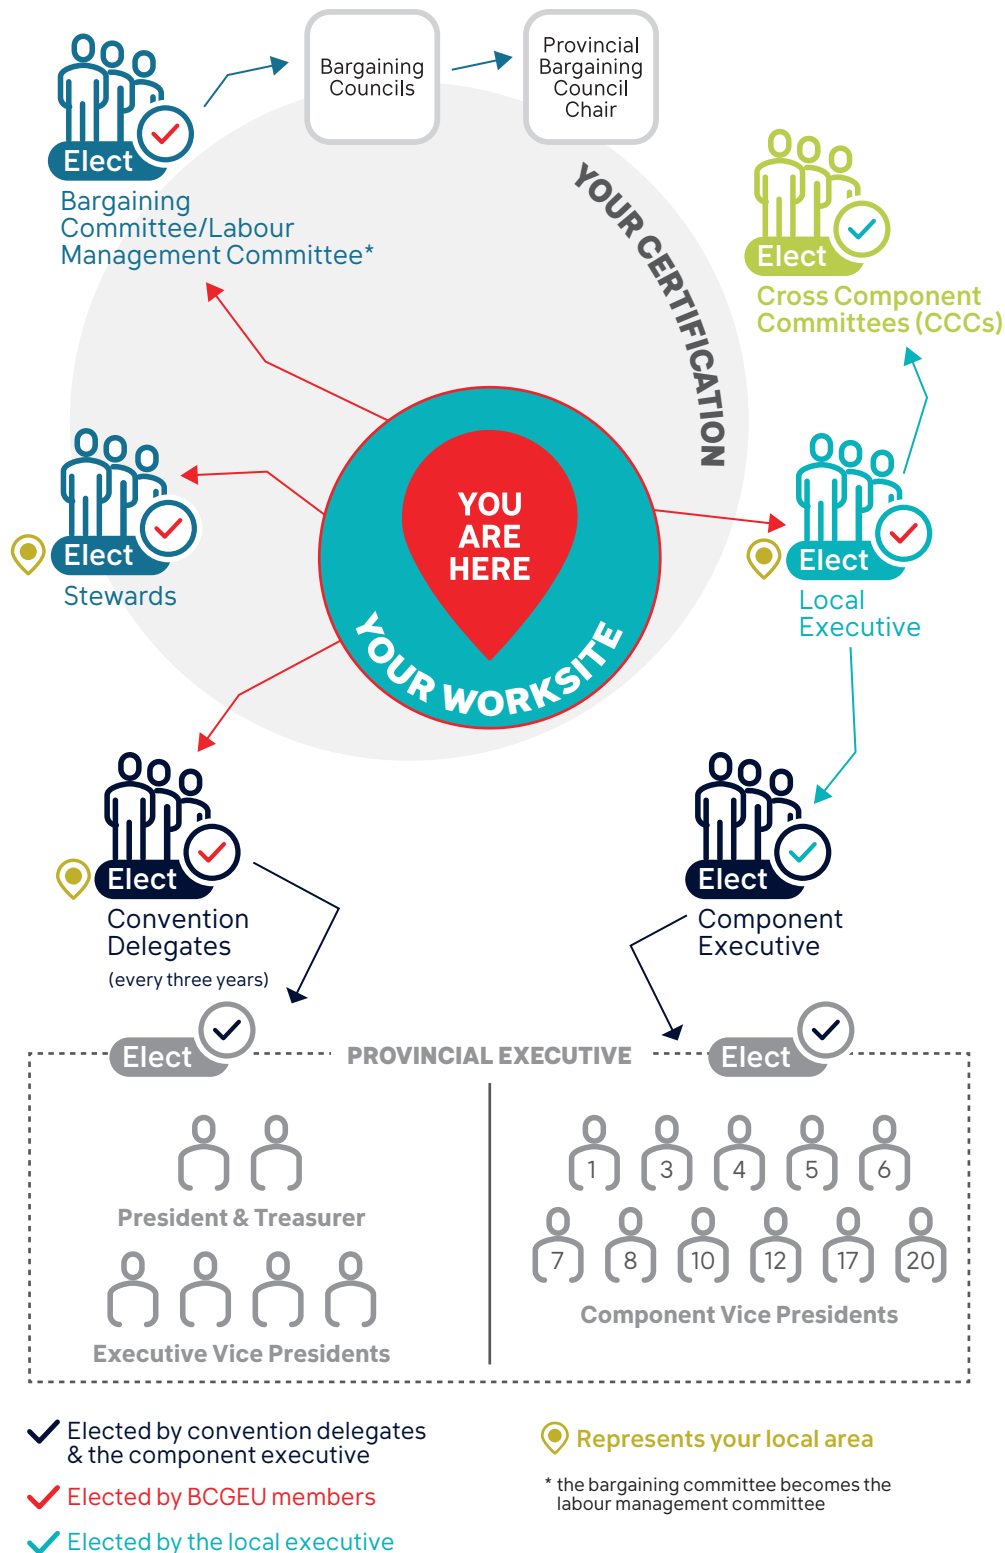 Bargaining
Councils
Provincial
Bargaining
Council
Chair
Elect
Bargaining
Committee/Labour
Management Committee*
YOUR CERTIFICATION
Elect
Cross Component
Committees (CCCs)
YOU
ARE
HERE
YOUR WORKSITE
Elect
Stewards
Elect
Local
Executive
Elect
Convention
Delegates
(every three years)
Elect
Component
Executive
Elect
PROVINCIAL EXECUTIVE
Elect
President & Treasurer
Executive Vice Presidents
1 3 4 5 6
7 8 10 12 17 20
Component Vice Presidents
Elected by convention delegates
& the component executive
Elected by BCGEU members
Elected by the local executive
Represents your local area
* the bargaining committee becomes the
labour management committee